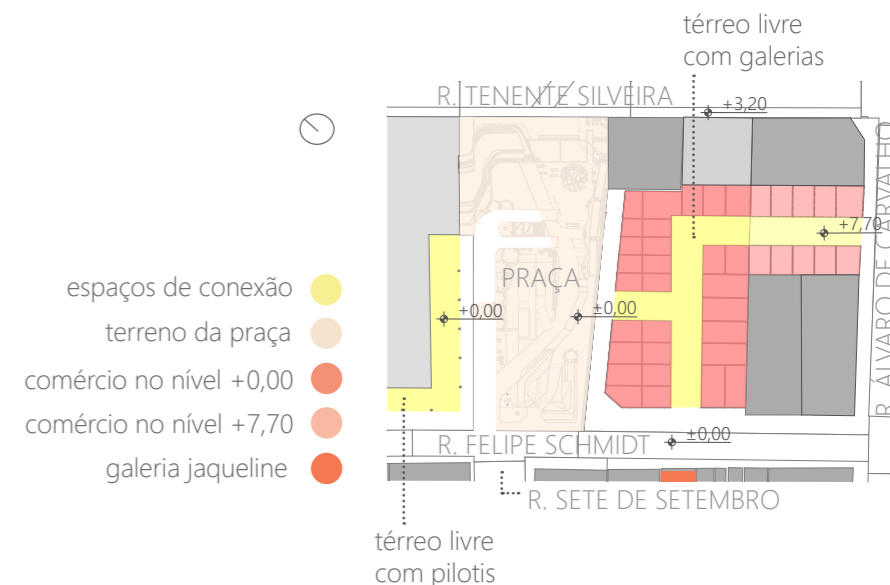 térreo livre
com galerias
R. TENENTE SILVEIRA
+3,20
R. ÁLVARO DE CARVALHO
+7,70
PRAÇA
espaços de conexão
+0,00
±0,00
terreno da praça
comércio no nível +0,00
comércio no nível +7,70
R. FELIPE SCHMIDT
±0,00
galeria jaqueline
R. SETE DE SETEMBRO
térreo livre
com pilotis